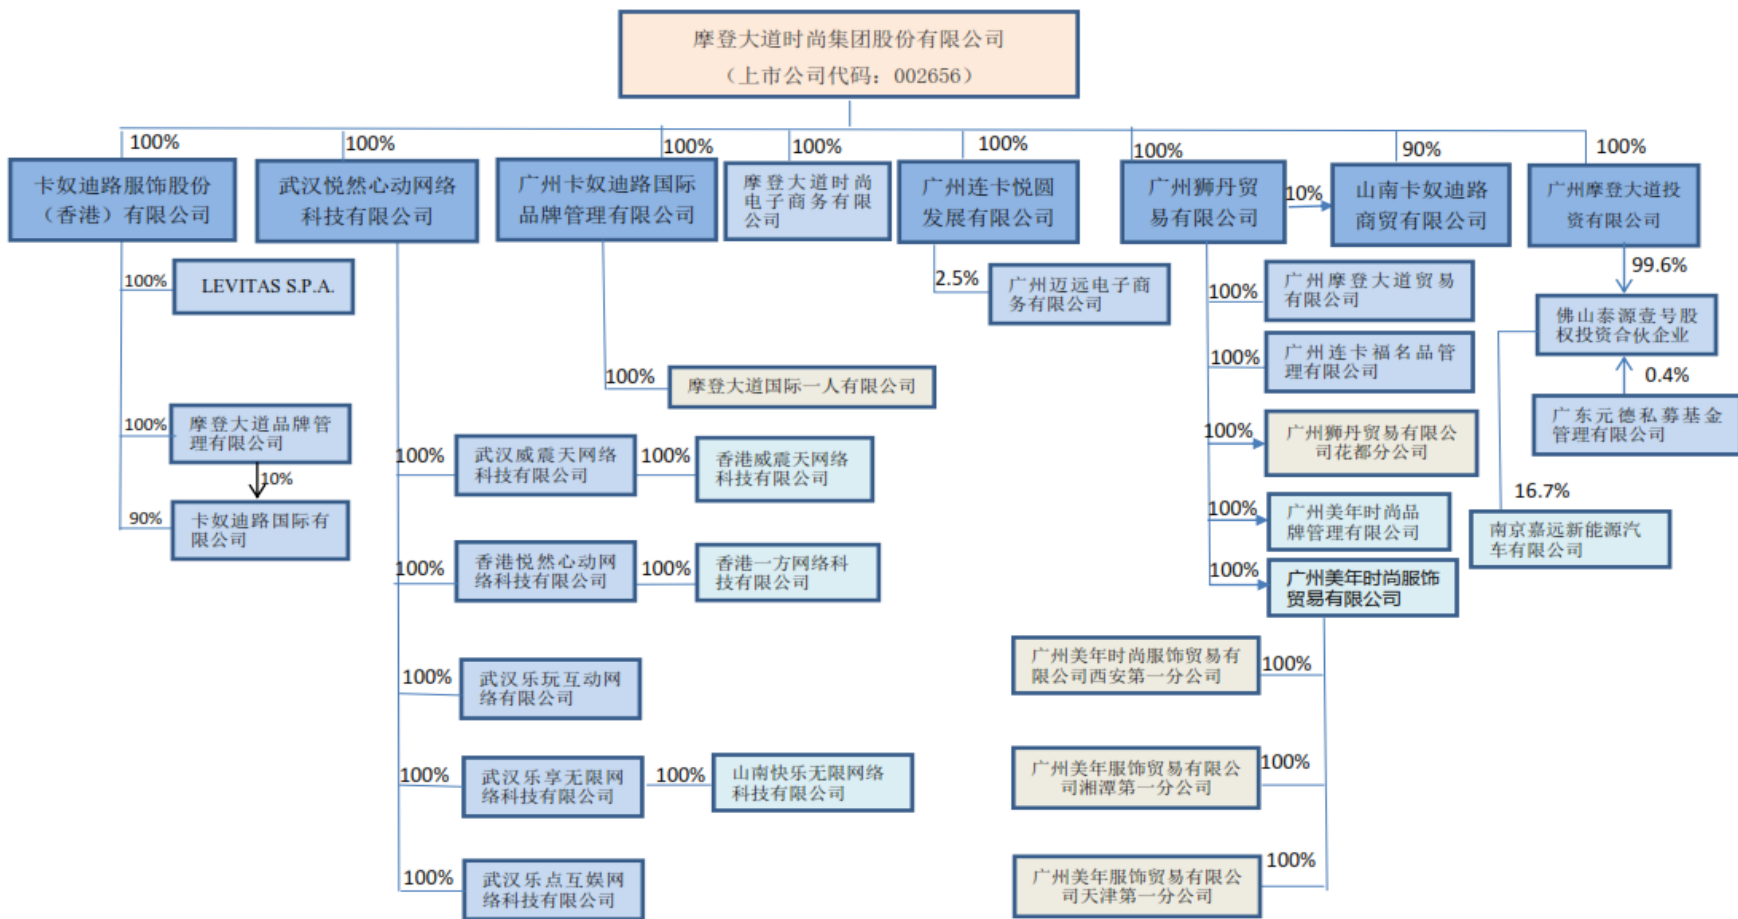 摩登大道时尚集团股份有限公司
（上市公司代码：002656）
100%
100%
100%
100%
100%
100%
90%
100%
卡奴迪路服饰股份
（香港）有限公司
武汉悦然心动网络
科技有限公司
广州卡奴迪路国际
品牌管理有限公司
摩登大道时尚
电子商务有限
公司
广州连卡悦圆
发展有限公司
广州狮丹贸
易有限公司
10%
山南卡奴迪路
商贸有限公司
广州摩登大道投
资有限公司
100%
LEVITAS S.P.A.
2.5%
广州迈远电子商
务有限公司
100%
广州摩登大道贸易
有限公司
99.6%
佛山泰源壹号股
权投资合伙企业
100%
广州连卡福名品管
理有限公司
0.4%
广东元德私募基金
管理有限公司
100%
摩登大道国际一人有限公司
100%
摩登大道品牌管
理有限公司
10%
90%
卡奴迪路国际有
限公司
100%
武汉威震天网络
科技有限公司
100%
香港威震天网络
科技有限公司
100%
广州狮丹贸易有限公
司花都分公司
16.7%
南京嘉远新能源汽
车有限公司
100%
广州美年时尚品
牌管理有限公司
100%
香港悦然心动网
络科技有限公司
100%
香港一方网络科
技有限公司
100%
广州美年时尚服饰
贸易有限公司
100%
武汉乐玩互动网
络有限公司
广州美年时尚服饰贸易有
限公司西安第一分公司
100%
100%
武汉乐享无限网
络科技有限公司
100%
山南快乐无限网络
科技有限公司
广州美年服饰贸易有限公
司湘潭第一分公司
100%
100%
武汉乐点互娱网
络科技有限公司
广州美年服饰贸易有限公
司天津第一分公司
100%